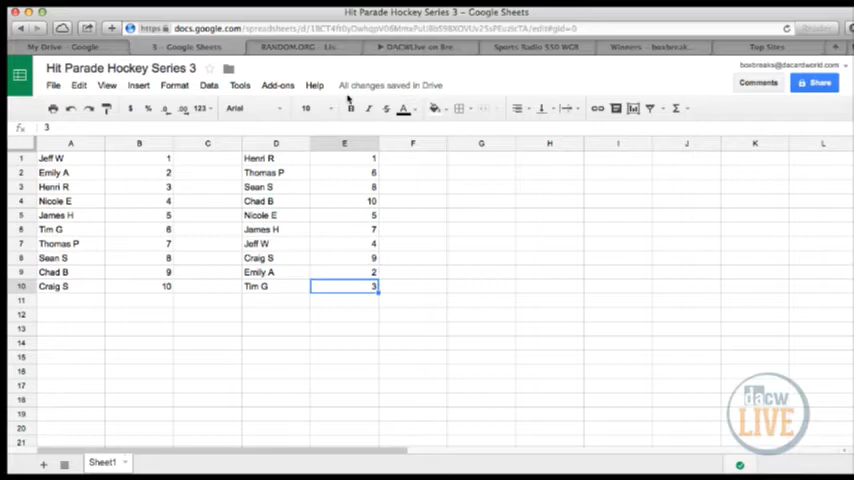 Hit Parade Hockey Series 3 – Google Sheets
https docs.google.com Reader
My Drive – Google... 3 – Google Sheets RANDOM.ORG – Lis... DACWLive on Bre... Sports Radio 550 WGR Winners – boxbreak... Top Sites
Hit Parade Hockey Series 3
boxbreaks@dacardworld.com
File Edit View Insert Format Data Tools Add-ons Help All changes saved in Drive
Comments Share
$ % .0 .00 123 Arial 10 B I S A Σ
fx 3
A B C D E F G H I J K L
1 Jeff W 1 Henri R 1
2 Emily A 2 Thomas P 6
3 Henri R 3 Sean S 8
4 Nicole E 4 Chad B 10
5 James H 5 Nicole E 5
6 Tim G 6 James H 7
7 Thomas P 7 Jeff W 4
8 Sean S 8 Craig S 9
9 Chad B 9 Emily A 2
10 Craig S 10 Tim G 3
11
12
13
14
15
16
17
18
19
20
21
dacw
LIVE
+ Sheet1